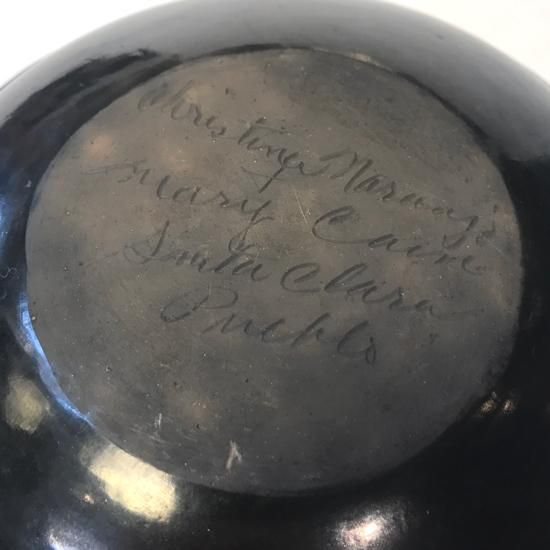 Christina Naranjo
Mary Cain
Santa Clara
Pueblo